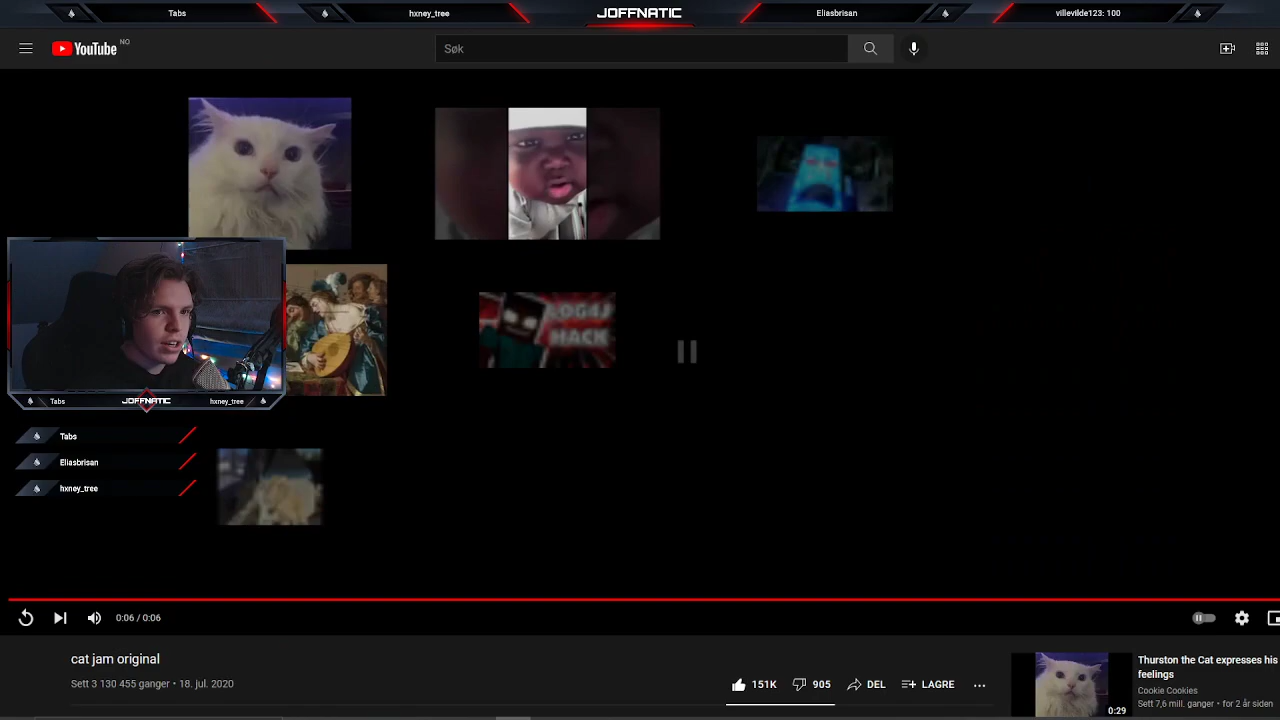 Tabs
hxney_tree
JOFFNATIC
Eliasbrisan
villevilde123: 100
YouTube NO
Søk
LOG4J
HACK
Tabs
JOFFNATIC
hxney_tree
Tabs
Eliasbrisan
hxney_tree
0:06 / 0:06
cat jam original
Sett 3 130 455 ganger • 18. jul. 2020
151K
905
DEL
LAGRE
Thurston the Cat expresses his
feelings
Cookie Cookies
Sett 7,6 mill. ganger • for 2 år siden
0:29